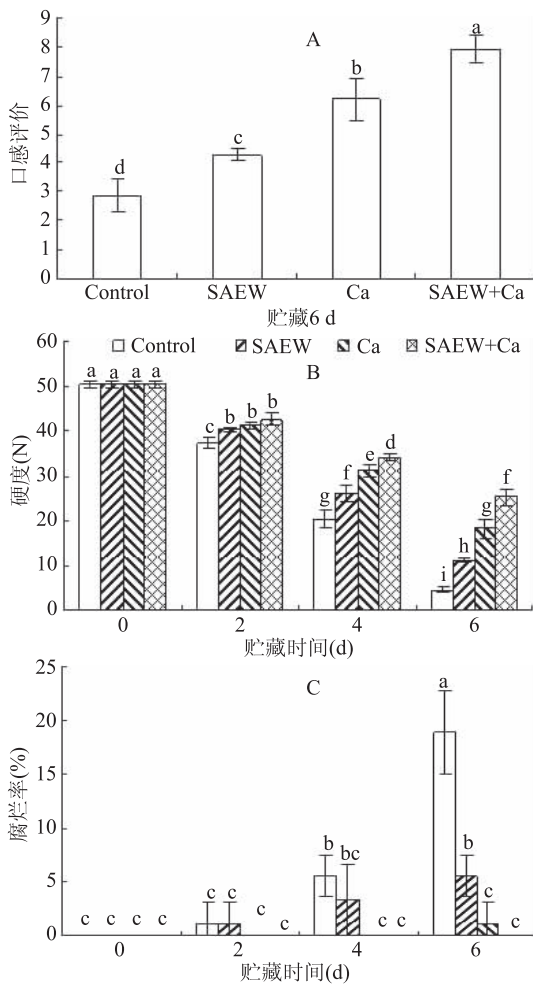 9
8
7
6
5
4
3
2
1
0
口感评价
A
d
c
b
a
Control
SAEW
Ca
SAEW+Ca
贮藏6 d
Control
SAEW
Ca
SAEW+Ca
B
60
50
40
30
20
10
0
硬度(N)
a a a a
c b b b
g f e d
i h g f
0 2 4 6
贮藏时间(d)
C
25
20
15
10
5
0
腐烂率(%)
c c c c
c c c c
b bc c c
a b c c
0 2 4 6
贮藏时间(d)